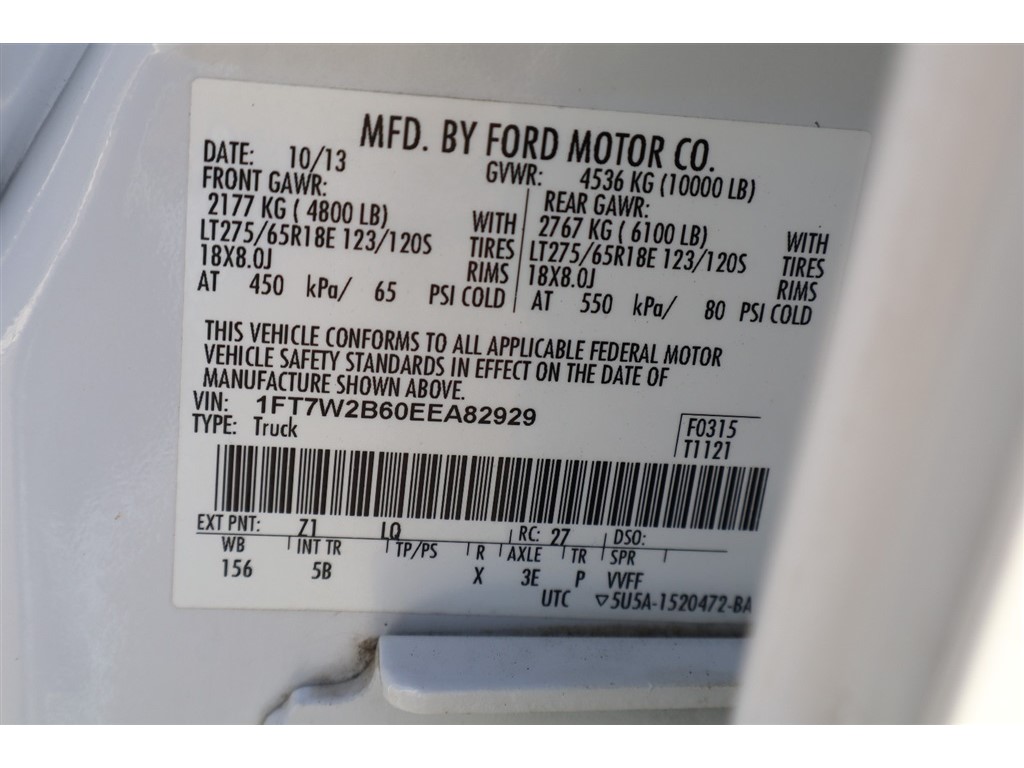 MFD. BY FORD MOTOR CO.
DATE: 10/13 GVWR: 4536 KG (10000 LB)
FRONT GAWR: REAR GAWR:
2177 KG ( 4800 LB) WITH 2767 KG ( 6100 LB) WITH
LT275/65R18E 123/120S TIRES LT275/65R18E 123/120S TIRES
18X8.0J RIMS 18X8.0J RIMS
AT 450 kPa/ 65 PSI COLD AT 550 kPa/ 80 PSI COLD
THIS VEHICLE CONFORMS TO ALL APPLICABLE FEDERAL MOTOR
VEHICLE SAFETY STANDARDS IN EFFECT ON THE DATE OF
MANUFACTURE SHOWN ABOVE.
VIN: 1FT7W2B60EEA82929
TYPE: Truck
F0315
T1121
EXT PNT: Z1 LQ RC: 27 DSO:
WB INT TR TP/PS R AXLE TR SPR
156 5B X 3E P VVFF
UTC ▽5U5A-1520472-BA